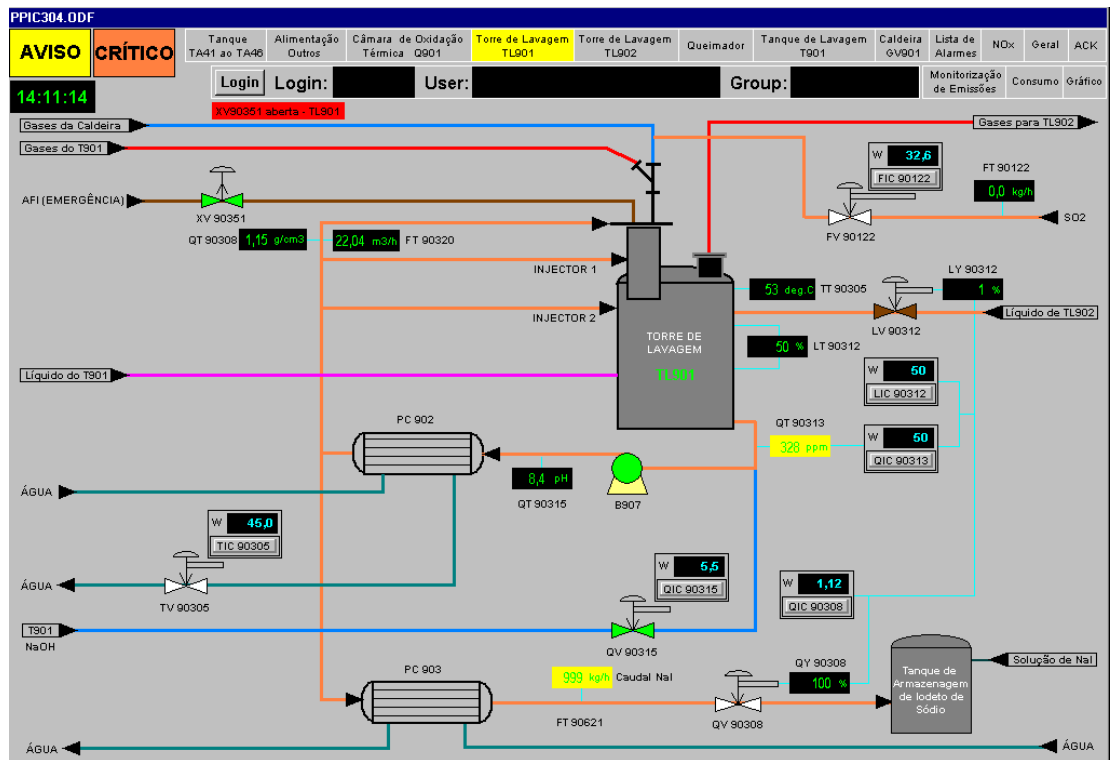 PPIC304.ODF
AVISO
CRÍTICO
Tanque
TA41 ao TA46
Alimentação
Outros
Câmara de Oxidação
Térmica Q901
Torre de Lavagem
TL901
Torre de Lavagem
TL902
Queimador
Tanque de Lavagem
T901
Caldeira
GV901
Lista de
Alarmes
NOx
Geral
ACK
14:11:14
Login
Login:
User:
Group:
Monitorização
de Emissões
Consumo
Gráfico
XV90351 aberta - TL901
Gases da Caldeira
Gases para TL902
Gases do T901
W 32,6
FIC 90122
FT 90122
0,0 kg/h
AFI (EMERGÊNCIA)
XV 90351
SO2
FV 90122
QT 90308 1,15 g/cm3
22,04 m3/h FT 90320
INJECTOR 1
LY 90312
1 %
53 deg.C TT 90305
INJECTOR 2
Líquido de TL902
LV 90312
TORRE DE
LAVAGEM
TL901
50 % LT 90312
Líquido do T901
W 50
LIC 90312
PC 902
QT 90313
328 ppm
W 50
QIC 90313
8,4 pH
QT 90315
B907
ÁGUA
W 45,0
TIC 90305
W 5,5
QIC 90315
W 1,12
QIC 90308
ÁGUA
TV 90305
T901
NaOH
QV 90315
PC 903
999 kg/h Caudal NaI
QY 90308
100 %
Solução de NaI
Tanque de
Armazenagem
de Iodeto de
Sódio
FT 90621
QV 90308
ÁGUA
ÁGUA